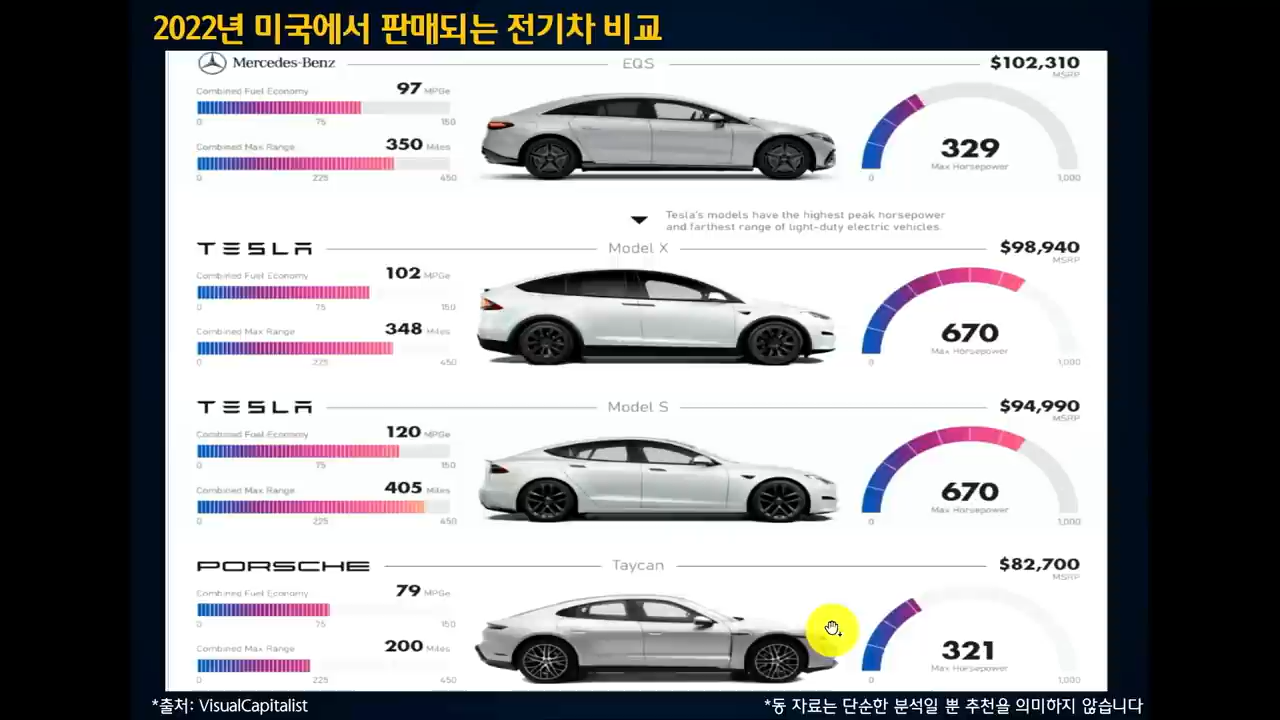 2022년 미국에서 판매되는 전기차 비교
Mercedes-Benz EQS $102,310
MSRP
Combined Fuel Economy 97 MPGe
0 75 150
Combined Max Range 350 Miles
0 225 450
329
Max Horsepower
0 1,000
Tesla's models have the highest peak horsepower
and farthest range of light-duty electric vehicles.
TESLA Model X $98,940
MSRP
Combined Fuel Economy 102 MPGe
0 75 150
Combined Max Range 348 Miles
0 225 450
670
Max Horsepower
0 1,000
TESLA Model S $94,990
MSRP
Combined Fuel Economy 120 MPGe
0 75 150
Combined Max Range 405 Miles
0 225 450
670
Max Horsepower
0 1,000
PORSCHE Taycan $82,700
MSRP
Combined Fuel Economy 79 MPGe
0 75 150
Combined Max Range 200 Miles
0 225 450
321
Max Horsepower
0 1,000
*출처: VisualCapitalist
*동 자료는 단순한 분석일 뿐 추천을 의미하지 않습니다